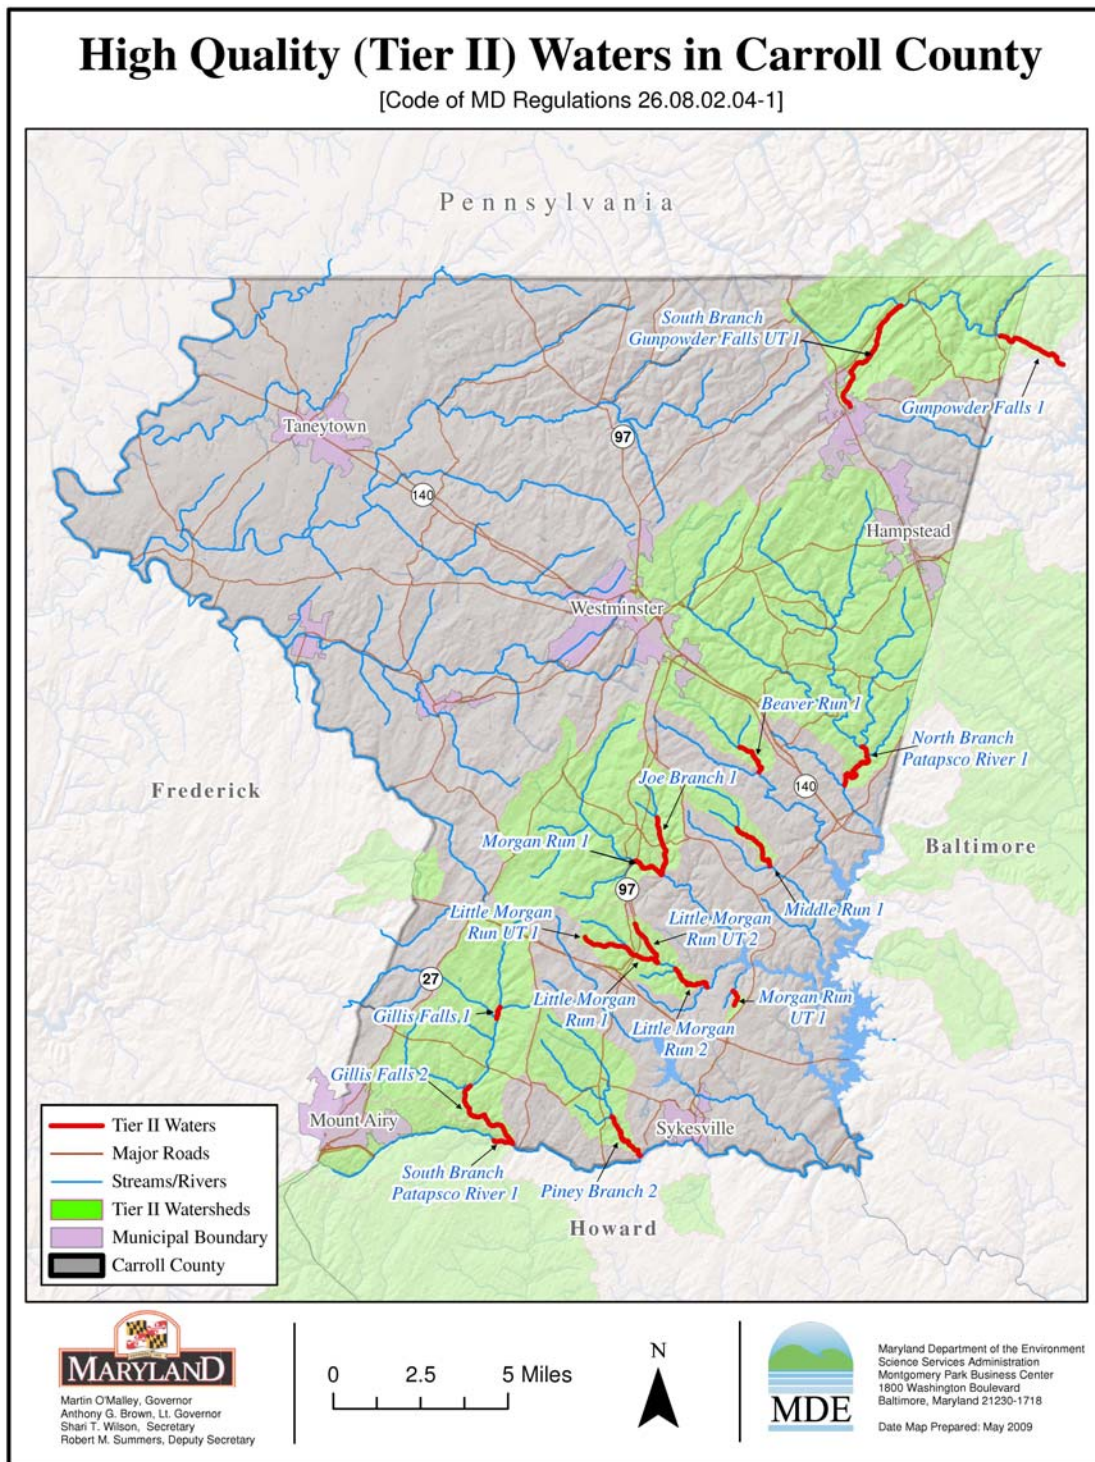 High Quality (Tier II) Waters in Carroll County
[Code of MD Regulations 26.08.02.04-1]
Pennsylvania
South Branch
Gunpowder Falls UT 1
Gunpowder Falls 1
Taneytown
97
140
Hampstead
Westminster
Beaver Run 1
North Branch
Patapsco River 1
Joe Branch 1
140
Frederick
Baltimore
Morgan Run 1
97
Middle Run 1
Little Morgan
Run UT 1
Little Morgan
Run UT 2
27
Gillis Falls 1
Little Morgan
Run 1
Little Morgan
Run 2
Morgan Run
UT 1
Gillis Falls 2
Mount Airy
Sykesville
South Branch
Patapsco River 1
Piney Branch 2
Howard
Tier II Waters
Major Roads
Streams/Rivers
Tier II Watersheds
Municipal Boundary
Carroll County
MARYLAND
Martin O'Malley, Governor
Anthony G. Brown, Lt. Governor
Shari T. Wilson, Secretary
Robert M. Summers, Deputy Secretary
0 2.5 5 Miles
N
MDE
Maryland Department of the Environment
Science Services Administration
Montgomery Park Business Center
1800 Washington Boulevard
Baltimore, Maryland 21230-1718
Date Map Prepared: May 2009